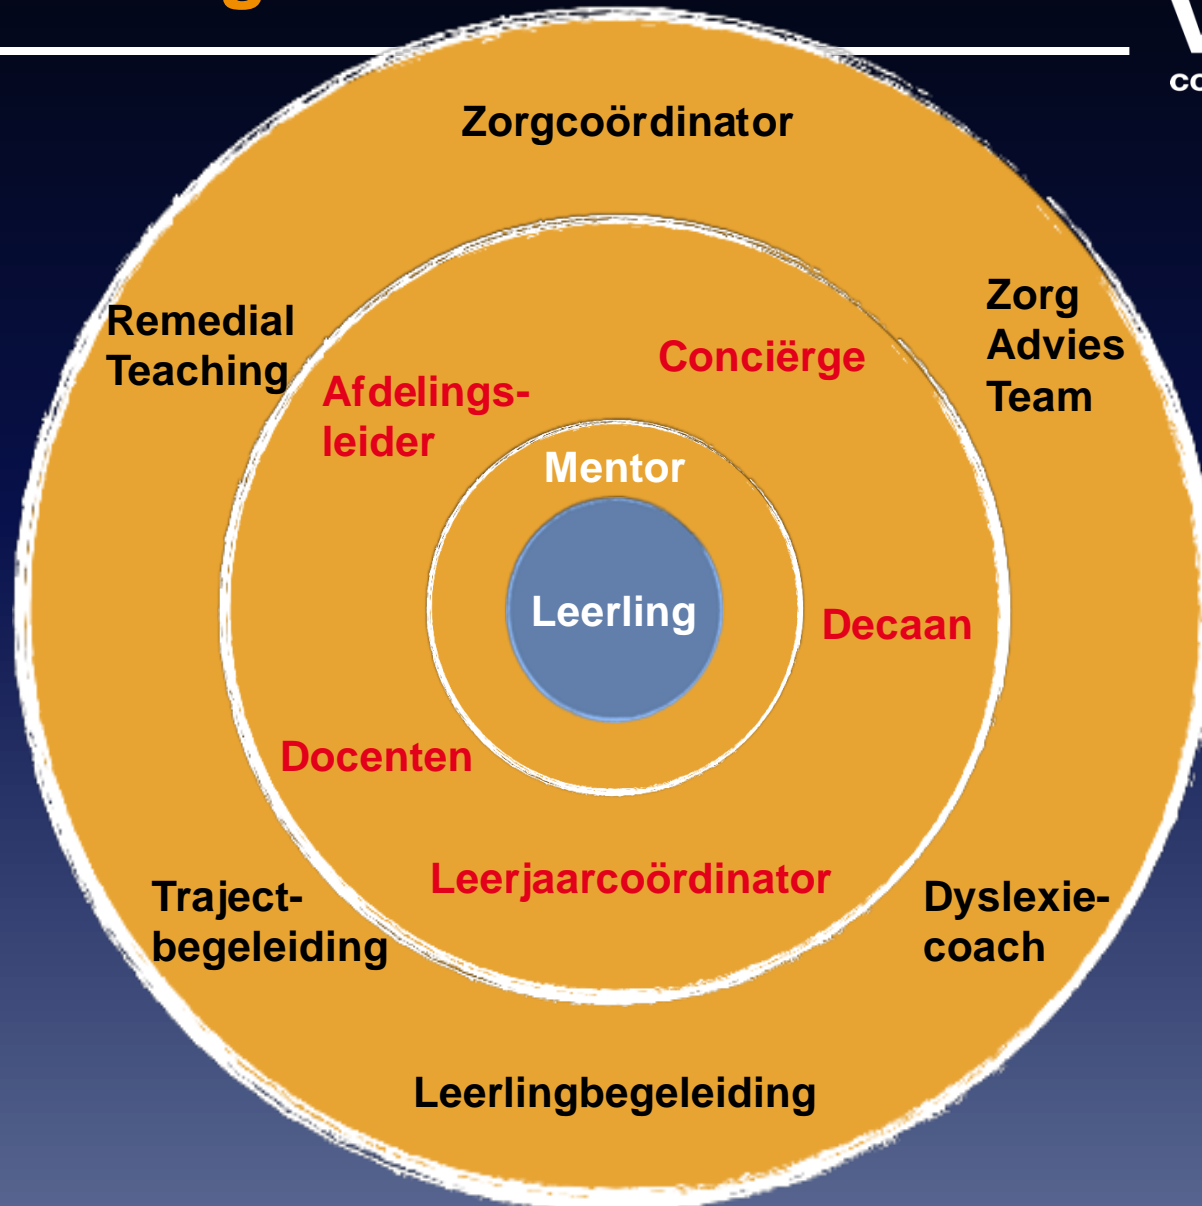 Zorgcoördinator
Remedial
Teaching
Zorg
Advies
Team
Conciërge
Afdelings-
leider
Mentor
Leerling
Decaan
Docenten
Leerjaarcoördinator
Traject-
begeleiding
Dyslexie-
coach
Leerlingbegeleiding